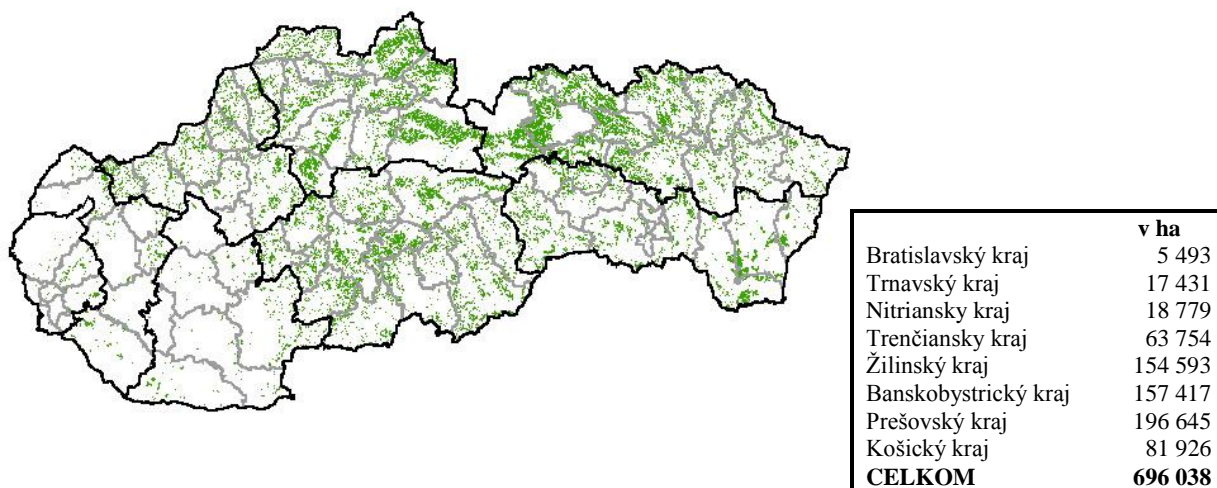 v ha
Bratislavský kraj 5 493
Trnavský kraj 17 431
Nitriansky kraj 18 779
Trenčiansky kraj 63 754
Žilinský kraj 154 593
Banskobystrický kraj 157 417
Prešovský kraj 196 645
Košický kraj 81 926
CELKOM 696 038